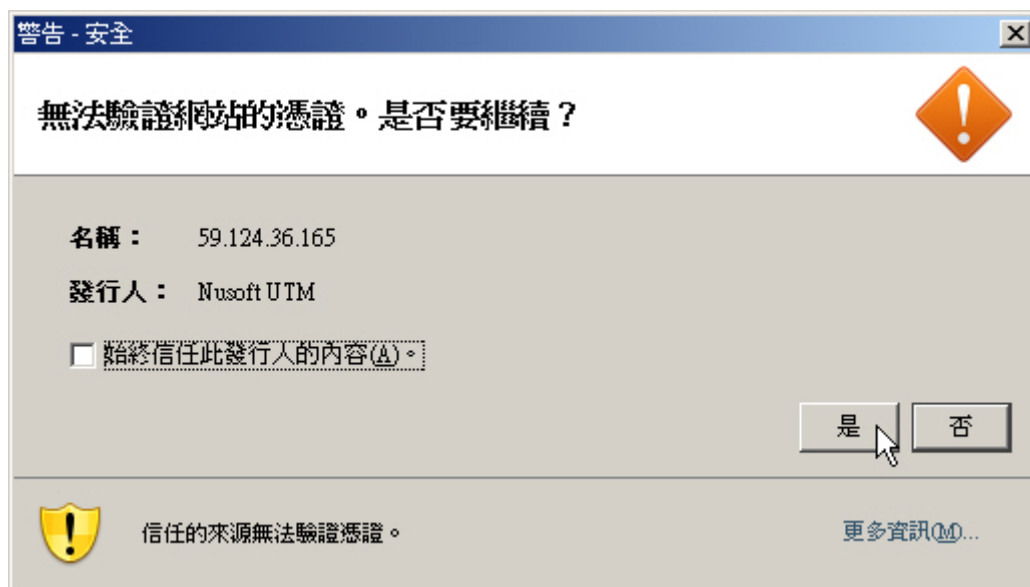 警告 - 安全
無法驗證網站的憑證。是否要繼續？
名稱： 59.124.36.165
發行人： Nusoft UTM
始終信任此發行人的內容(A)。
是 否
信任的來源無法驗證憑證。 更多資訊(M)...